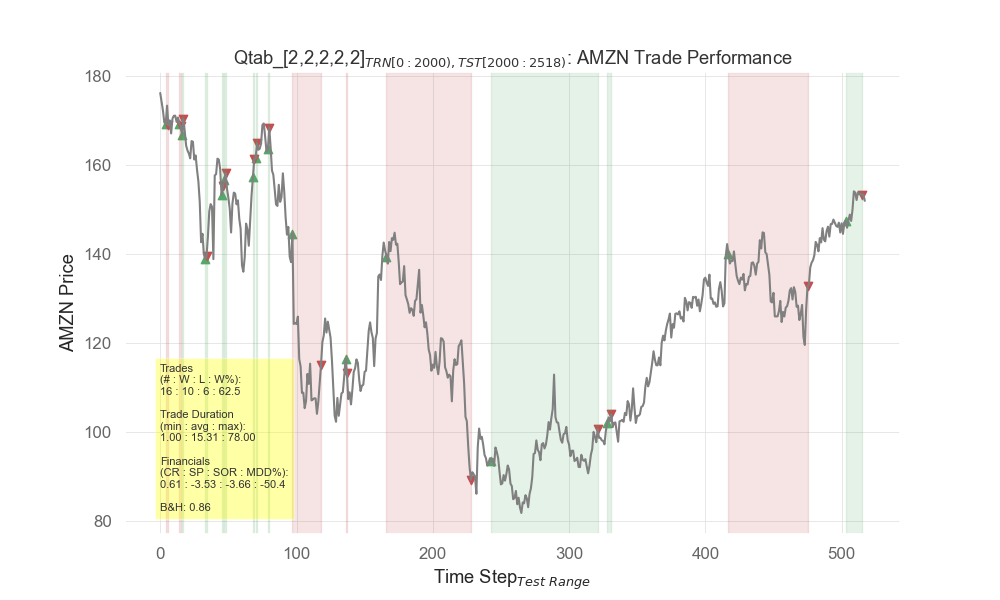 Qtab_[2,2,2,2,2]TRN[0 : 2000), TST[2000 : 2518) : AMZN Trade Performance
180
160
140
120
100
80
AMZN Price
Trades
(# : W : L : W%):
16 : 10 : 6 : 62.5
Trade Duration
(min : avg : max):
1.00 : 15.31 : 78.00
Financials
(CR : SP : SOR : MDD%):
0.61 : -3.53 : -3.66 : -50.4
B&H: 0.86
0 100 200 300 400 500
Time Step Test Range